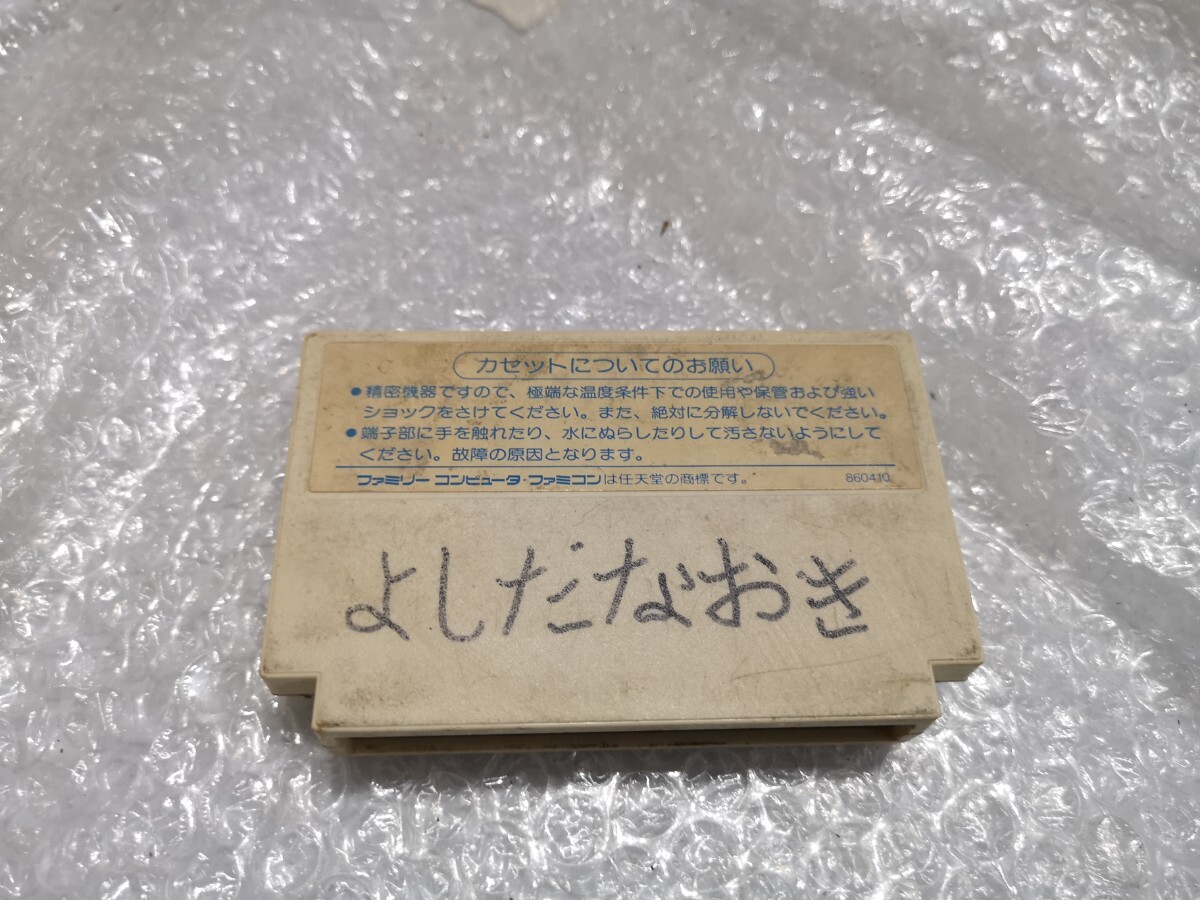 カセットについてのお願い
●精密機器ですので、極端な温度条件下での使用や保管および強い
ショックをさけてください。また、絶対に分解しないでください。
●端子部に手を触れたり、水にぬらしたりして汚さないようにして
ください。故障の原因となります。
ファミリー コンピュータ・ファミコンは任天堂の商標です。 860410
よしだなおき